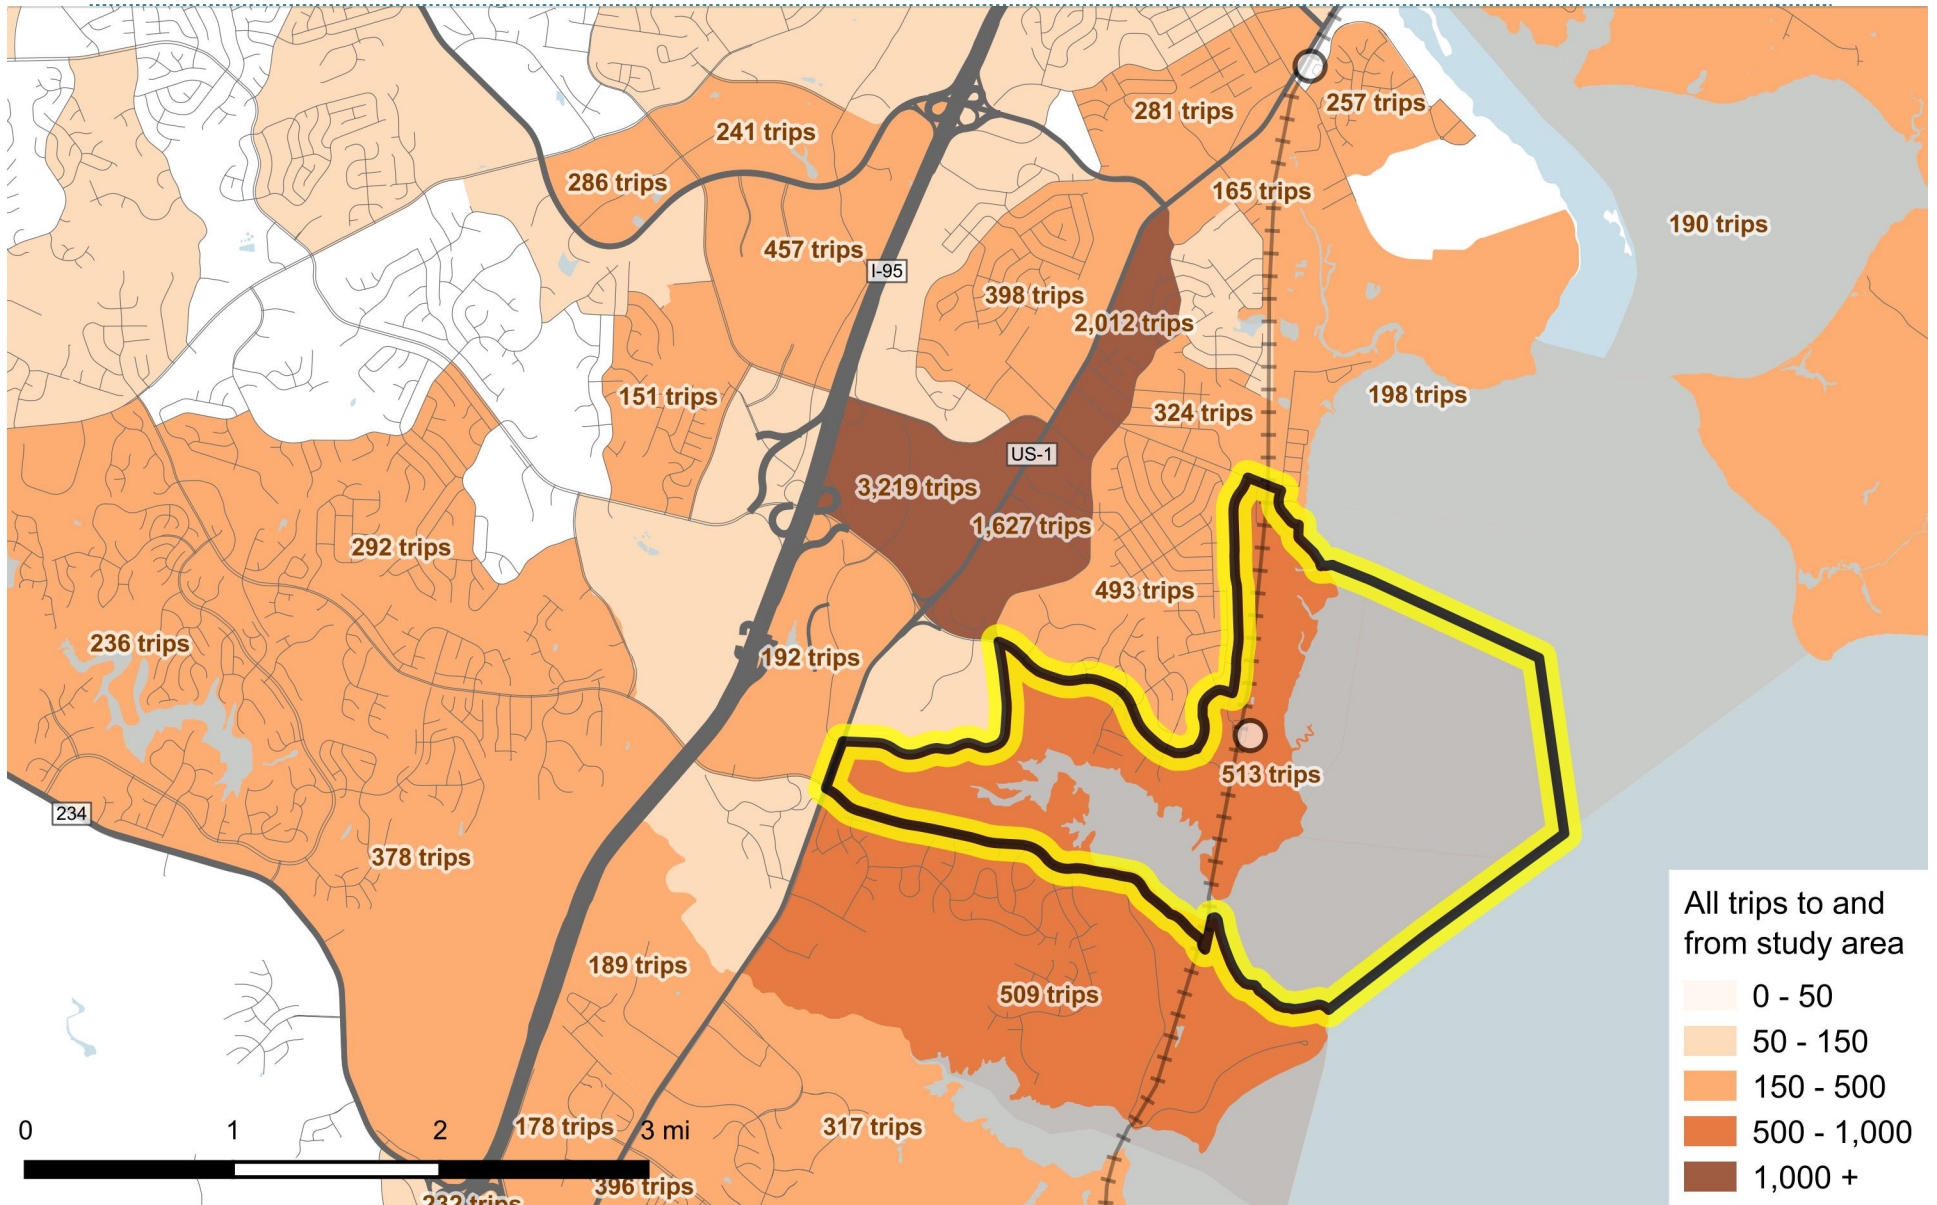 257 trips
281 trips
241 trips
286 trips
165 trips
190 trips
457 trips
I-95
398 trips
2,012 trips
151 trips
198 trips
324 trips
US-1
3,219 trips
1,627 trips
292 trips
493 trips
236 trips
192 trips
513 trips
234
378 trips
189 trips
509 trips
178 trips
317 trips
0 1 2 3 mi
396 trips
232 trips
All trips to and
from study area
0 - 50
50 - 150
150 - 500
500 - 1,000
1,000 +